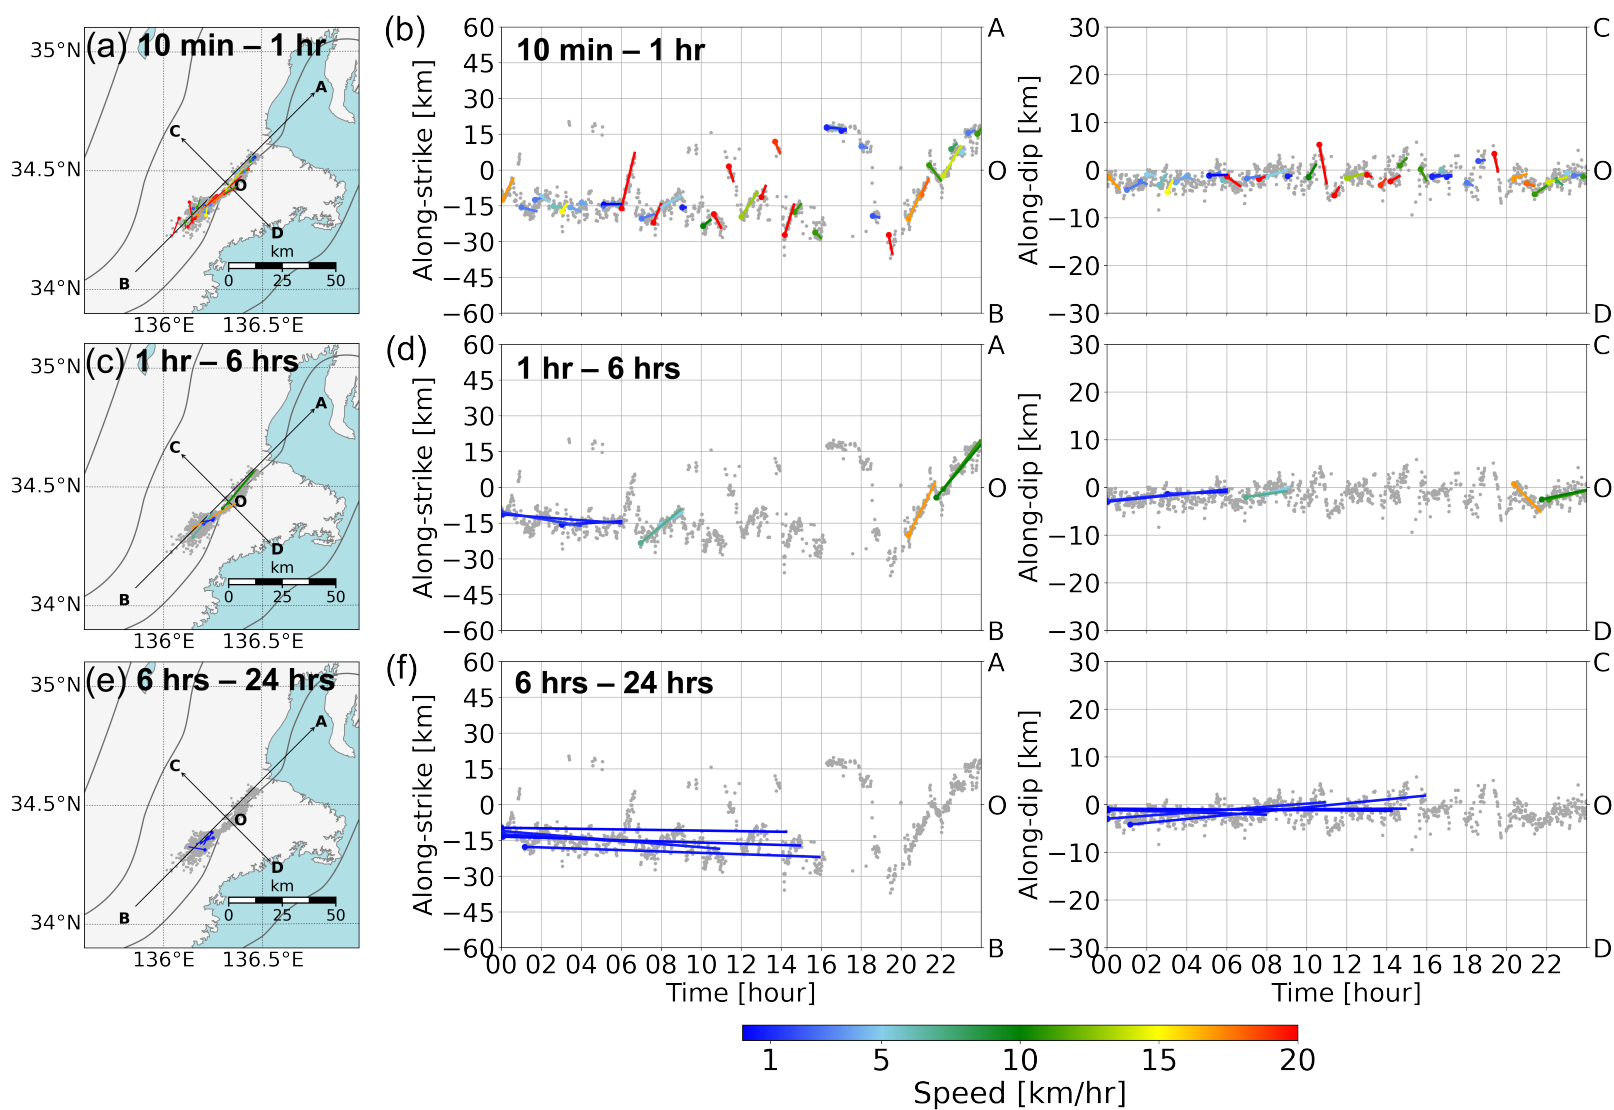 (a) 10 min – 1 hr
35°N
34.5°N
34°N
136°E 136.5°E
A
C
O
D
B
km
0 25 50
(b)
10 min – 1 hr
Along-strike [km]
60
45
30
15
0
−15
−30
−45
−60
A
O
B
Along-dip [km]
30
20
10
0
−10
−20
−30
C
O
D
(c) 1 hr – 6 hrs
35°N
34.5°N
34°N
136°E 136.5°E
A
C
O
D
B
km
0 25 50
(d)
1 hr – 6 hrs
Along-strike [km]
60
45
30
15
0
−15
−30
−45
−60
A
O
B
Along-dip [km]
30
20
10
0
−10
−20
−30
C
O
D
(e) 6 hrs – 24 hrs
35°N
34.5°N
34°N
136°E 136.5°E
A
C
O
D
B
km
0 25 50
(f)
6 hrs – 24 hrs
Along-strike [km]
60
45
30
15
0
−15
−30
−45
−60
A
O
B
00 02 04 06 08 10 12 14 16 18 20 22
Time [hour]
Along-dip [km]
30
20
10
0
−10
−20
−30
C
O
D
00 02 04 06 08 10 12 14 16 18 20 22
Time [hour]
1 5 10 15 20
Speed [km/hr]